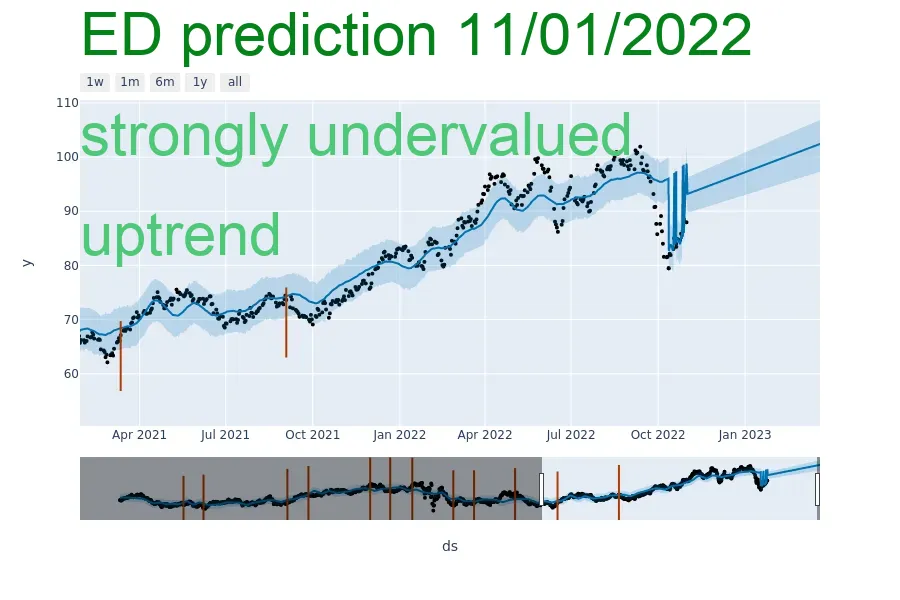 ED prediction 11/01/2022
1w 1m 6m 1y all
strongly undervalued
uptrend
110
100
90
80
70
60
y
Apr 2021 Jul 2021 Oct 2021 Jan 2022 Apr 2022 Jul 2022 Oct 2022 Jan 2023
ds